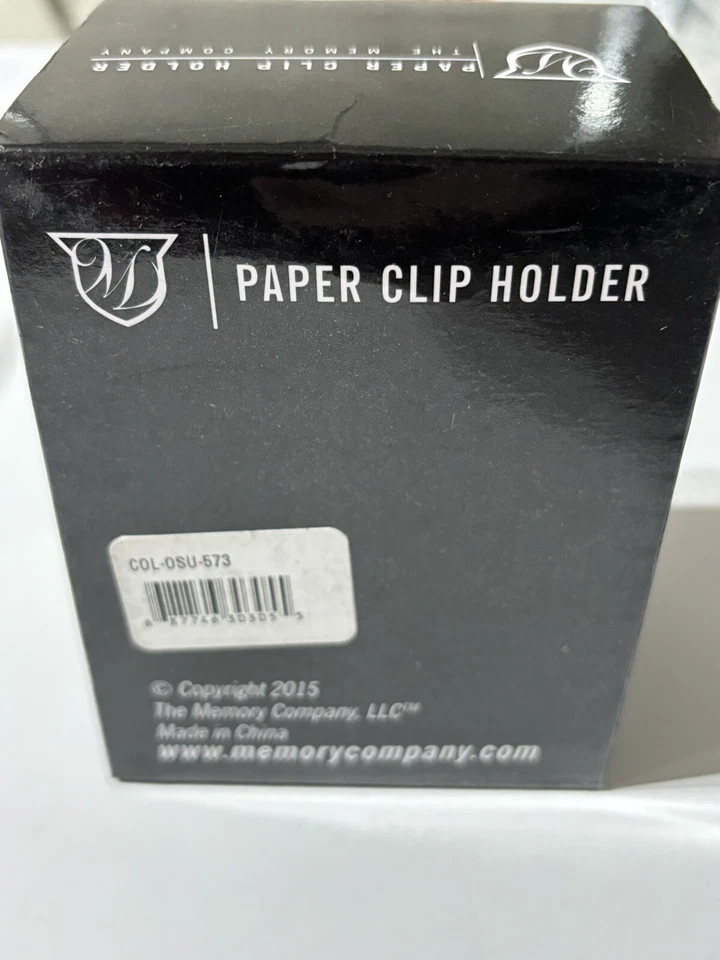 PAPER CLIP HOLDER
THE MEMORY COMPANY
M
PAPER CLIP HOLDER
COL-OSU-573
© Copyright 2015
The Memory Company, LLC™
Made in China
www.memorycompany.com